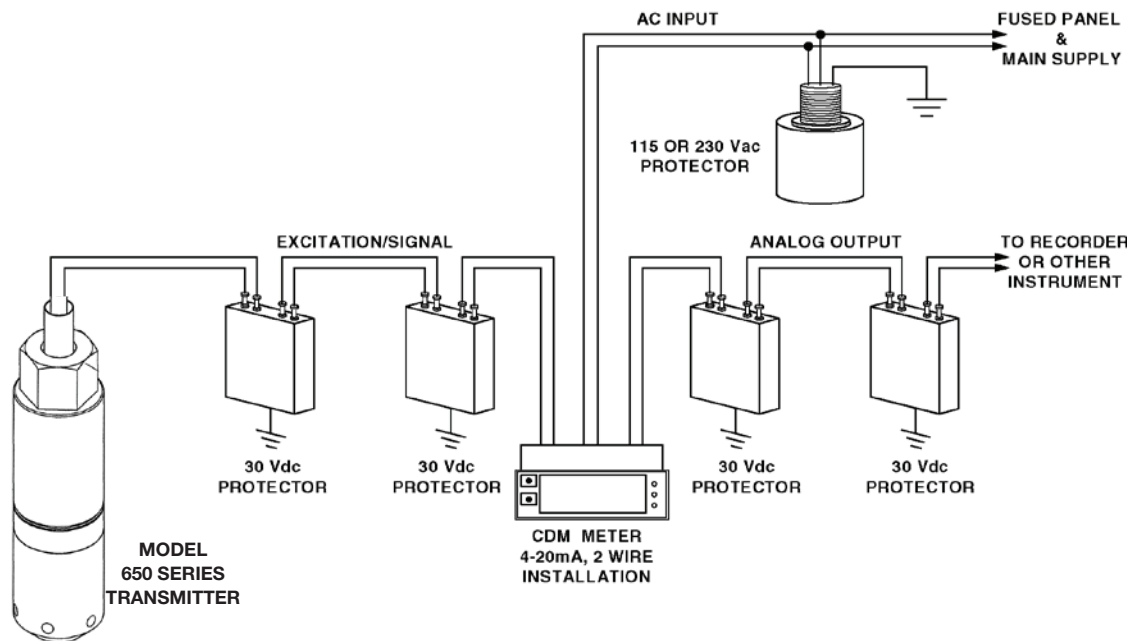 AC INPUT
FUSED PANEL
&
MAIN SUPPLY
115 OR 230 Vac
PROTECTOR
EXCITATION/SIGNAL
ANALOG OUTPUT
TO RECORDER
OR OTHER
INSTRUMENT
30 Vdc
PROTECTOR
30 Vdc
PROTECTOR
30 Vdc
PROTECTOR
30 Vdc
PROTECTOR
CDM METER
4-20mA, 2 WIRE
INSTALLATION
MODEL
650 SERIES
TRANSMITTER